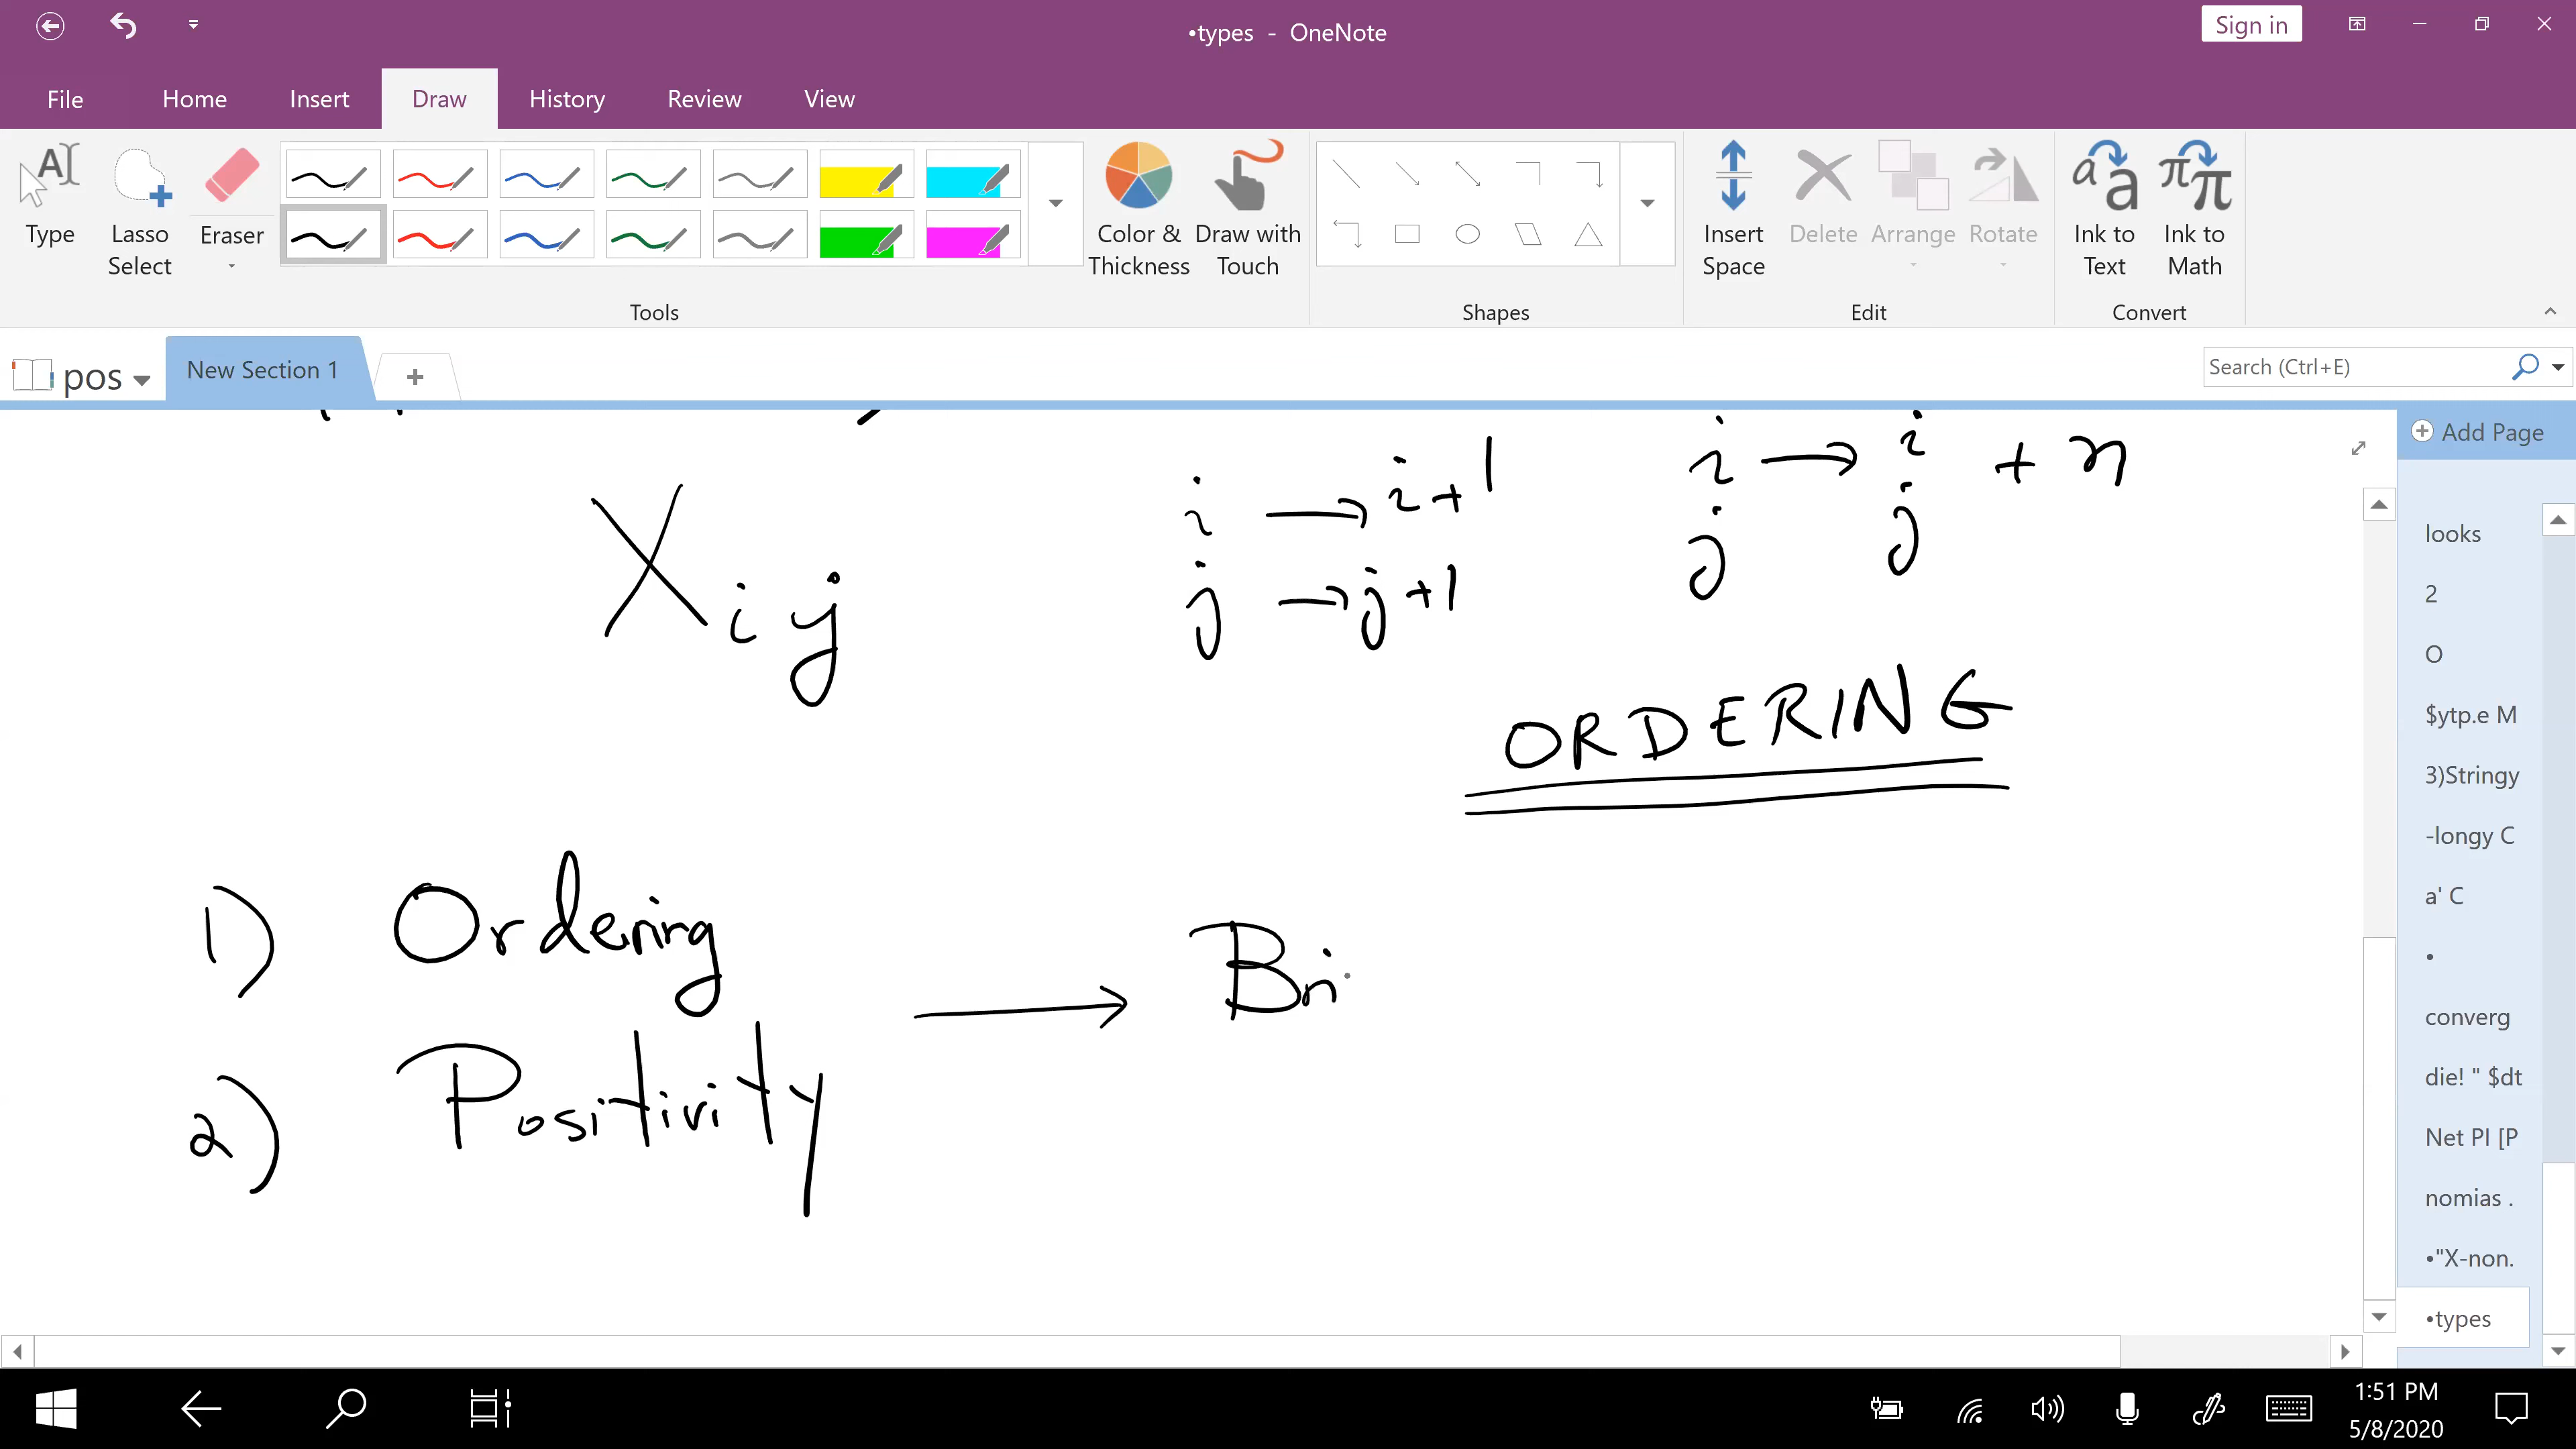 •types - OneNote
Sign in
File Home Insert Draw History Review View
Type
Lasso Select
Eraser
Color & Thickness
Draw with Touch
Insert Space
Delete
Arrange
Rotate
Ink to Text
Ink to Math
Tools
Shapes
Edit
Convert
pos
New Section 1
+
Search (Ctrl+E)
Add Page
looks
2
O
$ytp.e M
3)Stringy
-longy C
a' C
•
converg
die! " $dt
Net PI [P
nomias .
•"X-non.
•types
i → i + n
i → i+1
X i j
j j
j → j+1
ORDERING
1) Ordering
→ Bri
2) Positivity
1:51 PM
5/8/2020